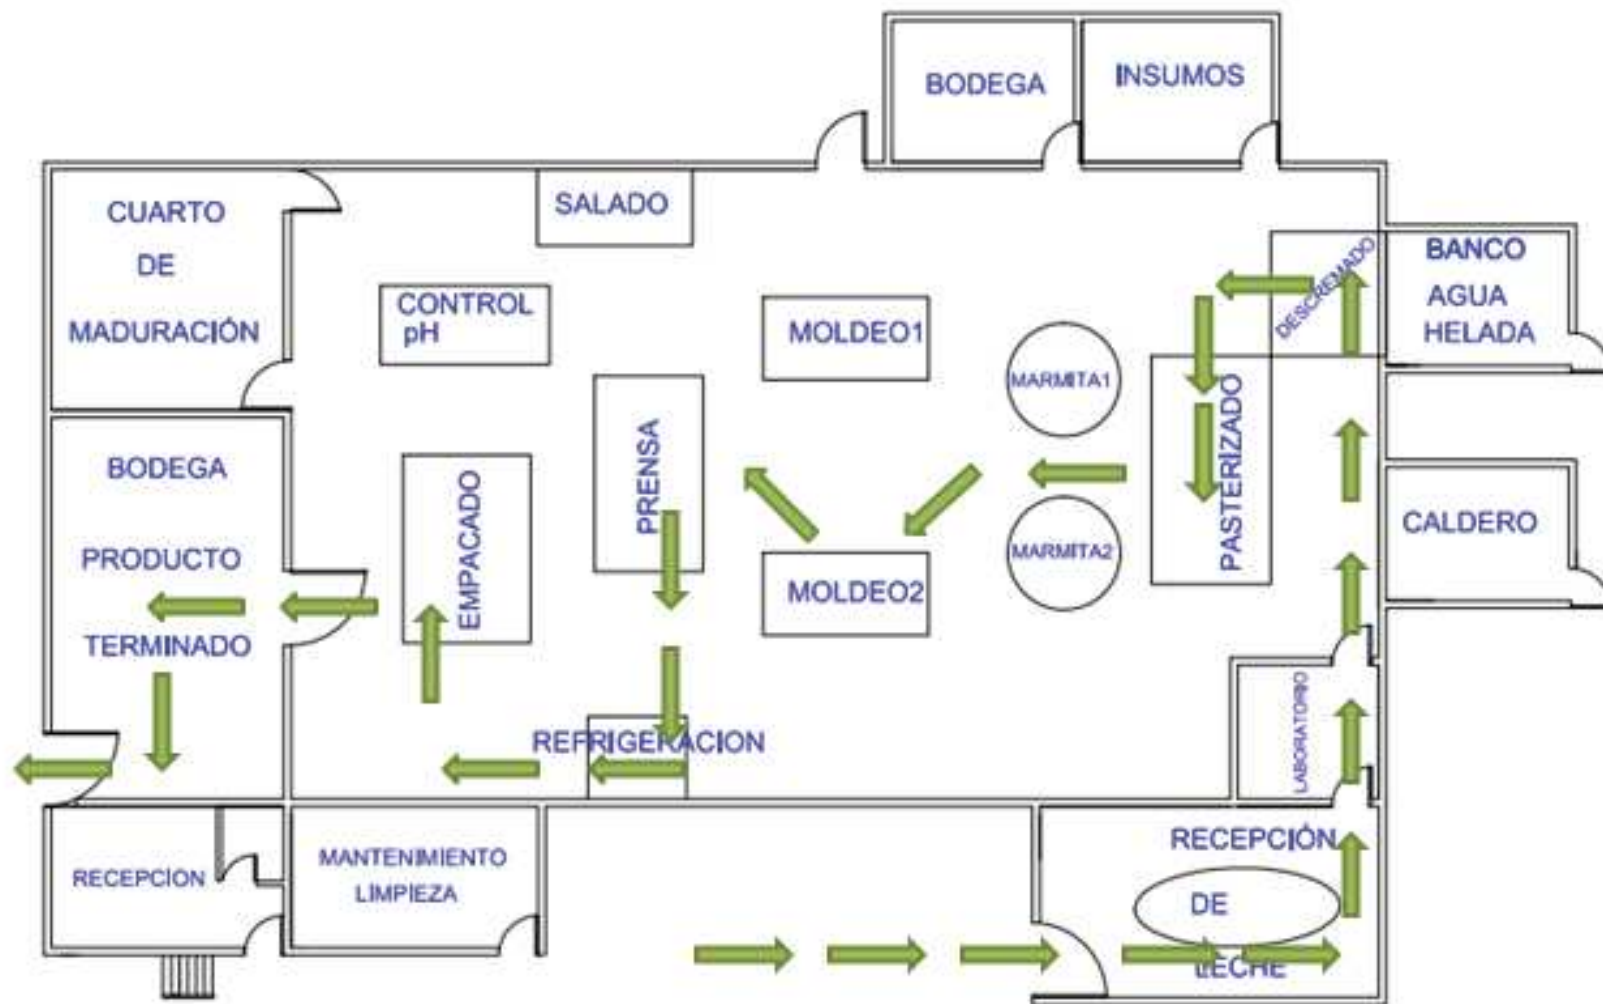 BODEGA
INSUMOS
CUARTO
DE
MADURACIÓN
SALADO
CONTROL
pH
MOLDEO1
MARMITA1
DESCREMADO
BANCO
AGUA
HELADA
BODEGA
PRODUCTO
TERMINADO
EMPACADO
PRENSA
MOLDEO2
MARMITA2
PASTERIZADO
CALDERO
REFRIGERACION
LABORATORIO
RECEPCION
MANTENIMIENTO
LIMPIEZA
RECEPCIÓN
DE
LECHE